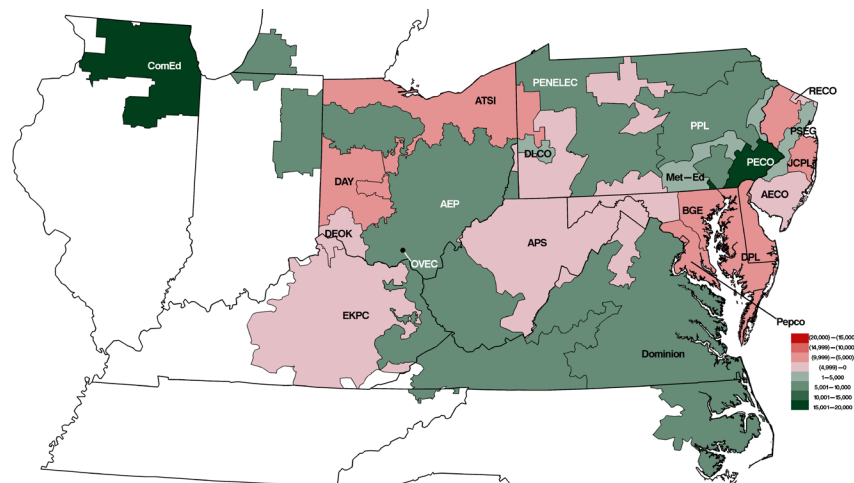 ComEd
PENELEC
RECO
ATSI
PPL
PSEG
DLCO
PECO
JCPL
Met—Ed
DAY
AECO
AEP
BGE
DEOK
APS
DPL
OVEC
EKPC
Pepco
Dominion
(20,000)—(15,000
(14,999)—(10,000
(9,999)—(5,000)
(4,999)—0
1—5,000
5,001—10,000
10,001—15,000
15,001—20,000